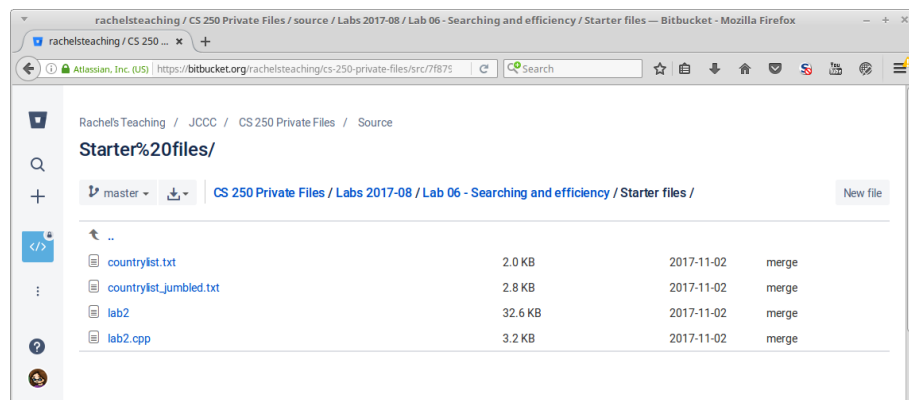 rachelsteaching / CS 250 Private Files / source / Labs 2017-08 / Lab 06 - Searching and efficiency / Starter files — Bitbucket - Mozilla Firefox
rachelsteaching / CS 250 ...
Atlassian, Inc. (US) https://bitbucket.org/rachelsteaching/cs-250-private-files/src/7f879 Search
Rachel's Teaching / JCCC / CS 250 Private Files / Source
Starter%20files/
master CS 250 Private Files / Labs 2017-08 / Lab 06 - Searching and efficiency / Starter files / New file
..
countrylist.txt 2.0 KB 2017-11-02 merge
countrylist_jumbled.txt 2.8 KB 2017-11-02 merge
lab2 32.6 KB 2017-11-02 merge
lab2.cpp 3.2 KB 2017-11-02 merge